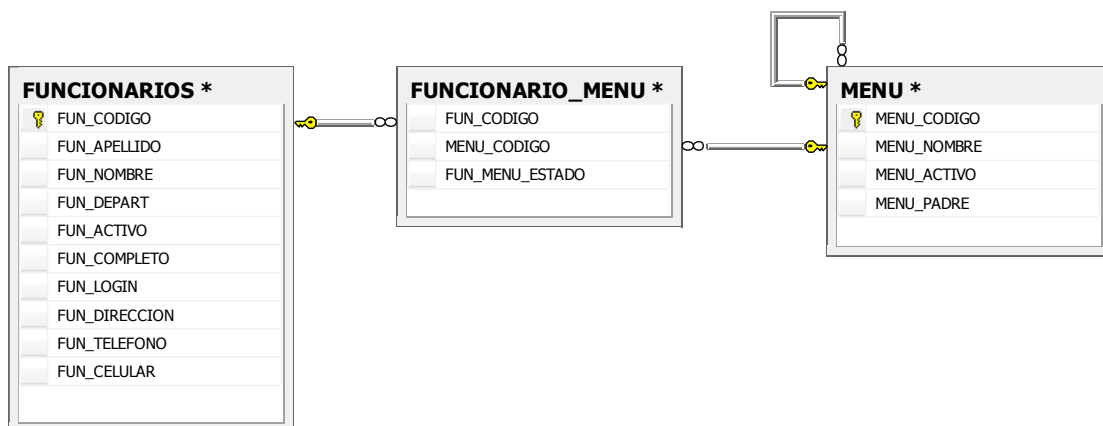 FUNCIONARIOS *
FUN_CODIGO
FUN_APELLIDO
FUN_NOMBRE
FUN_DEPART
FUN_ACTIVO
FUN_COMPLETO
FUN_LOGIN
FUN_DIRECCION
FUN_TELEFONO
FUN_CELULAR
FUNCIONARIO_MENU *
FUN_CODIGO
MENU_CODIGO
FUN_MENU_ESTADO
MENU *
MENU_CODIGO
MENU_NOMBRE
MENU_ACTIVO
MENU_PADRE